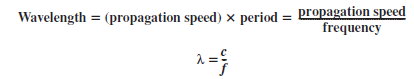 Wavelength = (propagation speed) × period = propagation speed / frequency
λ = c / f